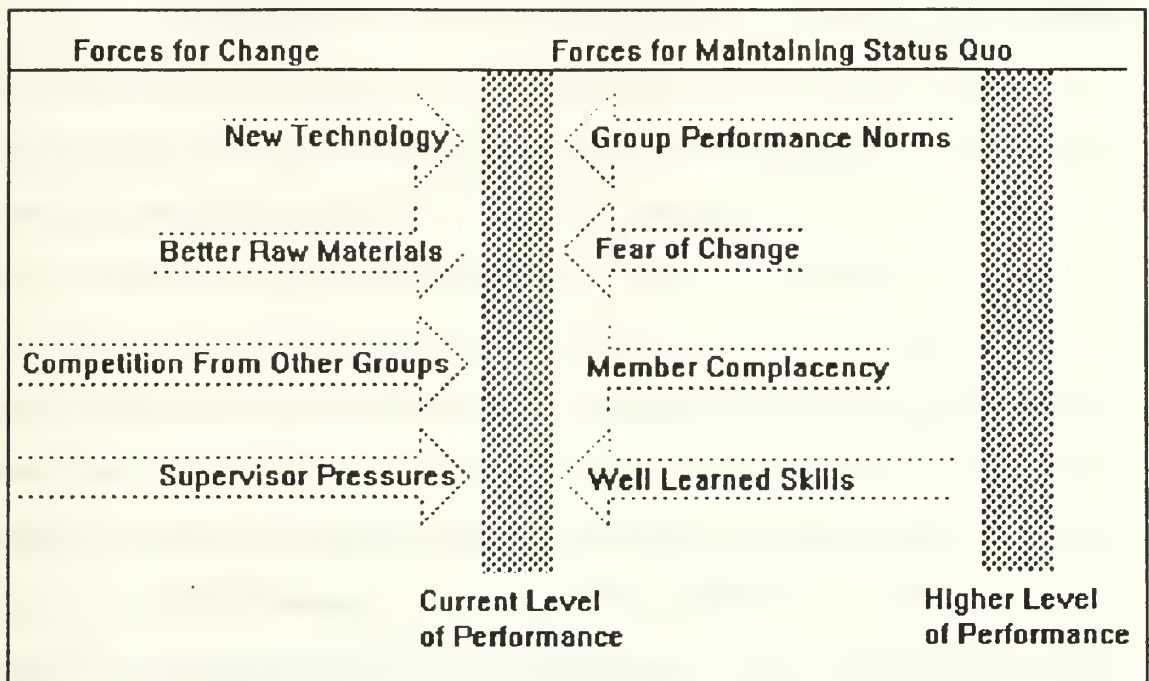 Forces for Change
Forces for Maintaining Status Quo
New Technology
Group Performance Norms
Better Raw Materials
Fear of Change
Competition From Other Groups
Member Complacency
Supervisor Pressures
Well Learned Skills
Current Level
of Performance
Higher Level
of Performance